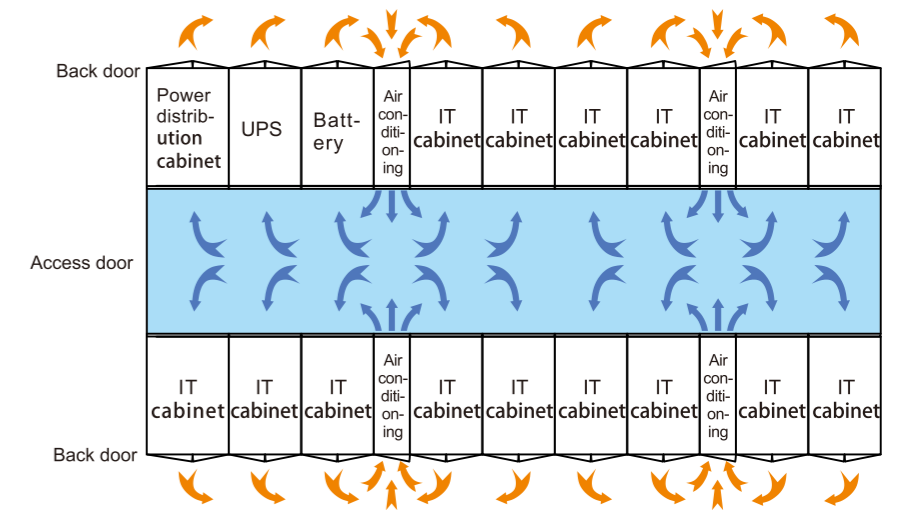 Back door
Power
distrib-
ution
cabinet
UPS
Batt-
ery
Air
con-
diti-
on-
ing
IT
cabinet
IT
cabinet
IT
cabinet
IT
cabinet
Air
con-
diti-
on-
ing
IT
cabinet
IT
cabinet
Access door
IT
cabinet
IT
cabinet
IT
cabinet
Air
con-
diti-
on-
ing
IT
cabinet
IT
cabinet
IT
cabinet
IT
cabinet
Air
con-
diti-
on-
ing
IT
cabinet
IT
cabinet
Back door